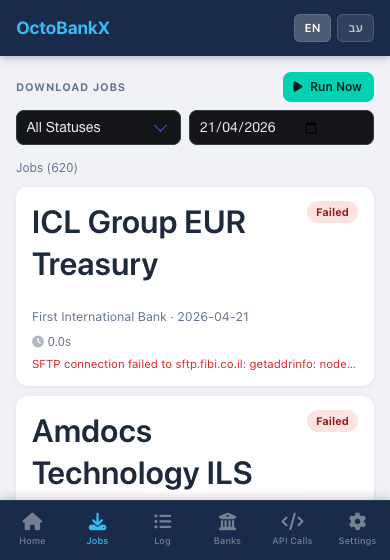 OctoBankX
EN
עב
DOWNLOAD JOBS
Run Now
All Statuses
21/04/2026
Jobs (620)
ICL Group EUR
Treasury
Failed
First International Bank · 2026-04-21
0.0s
SFTP connection failed to sftp.fibi.co.il: getaddrinfo: node...
Amdocs
Technology ILS
Failed
Home
Jobs
Log
Banks
API Calls
Settings